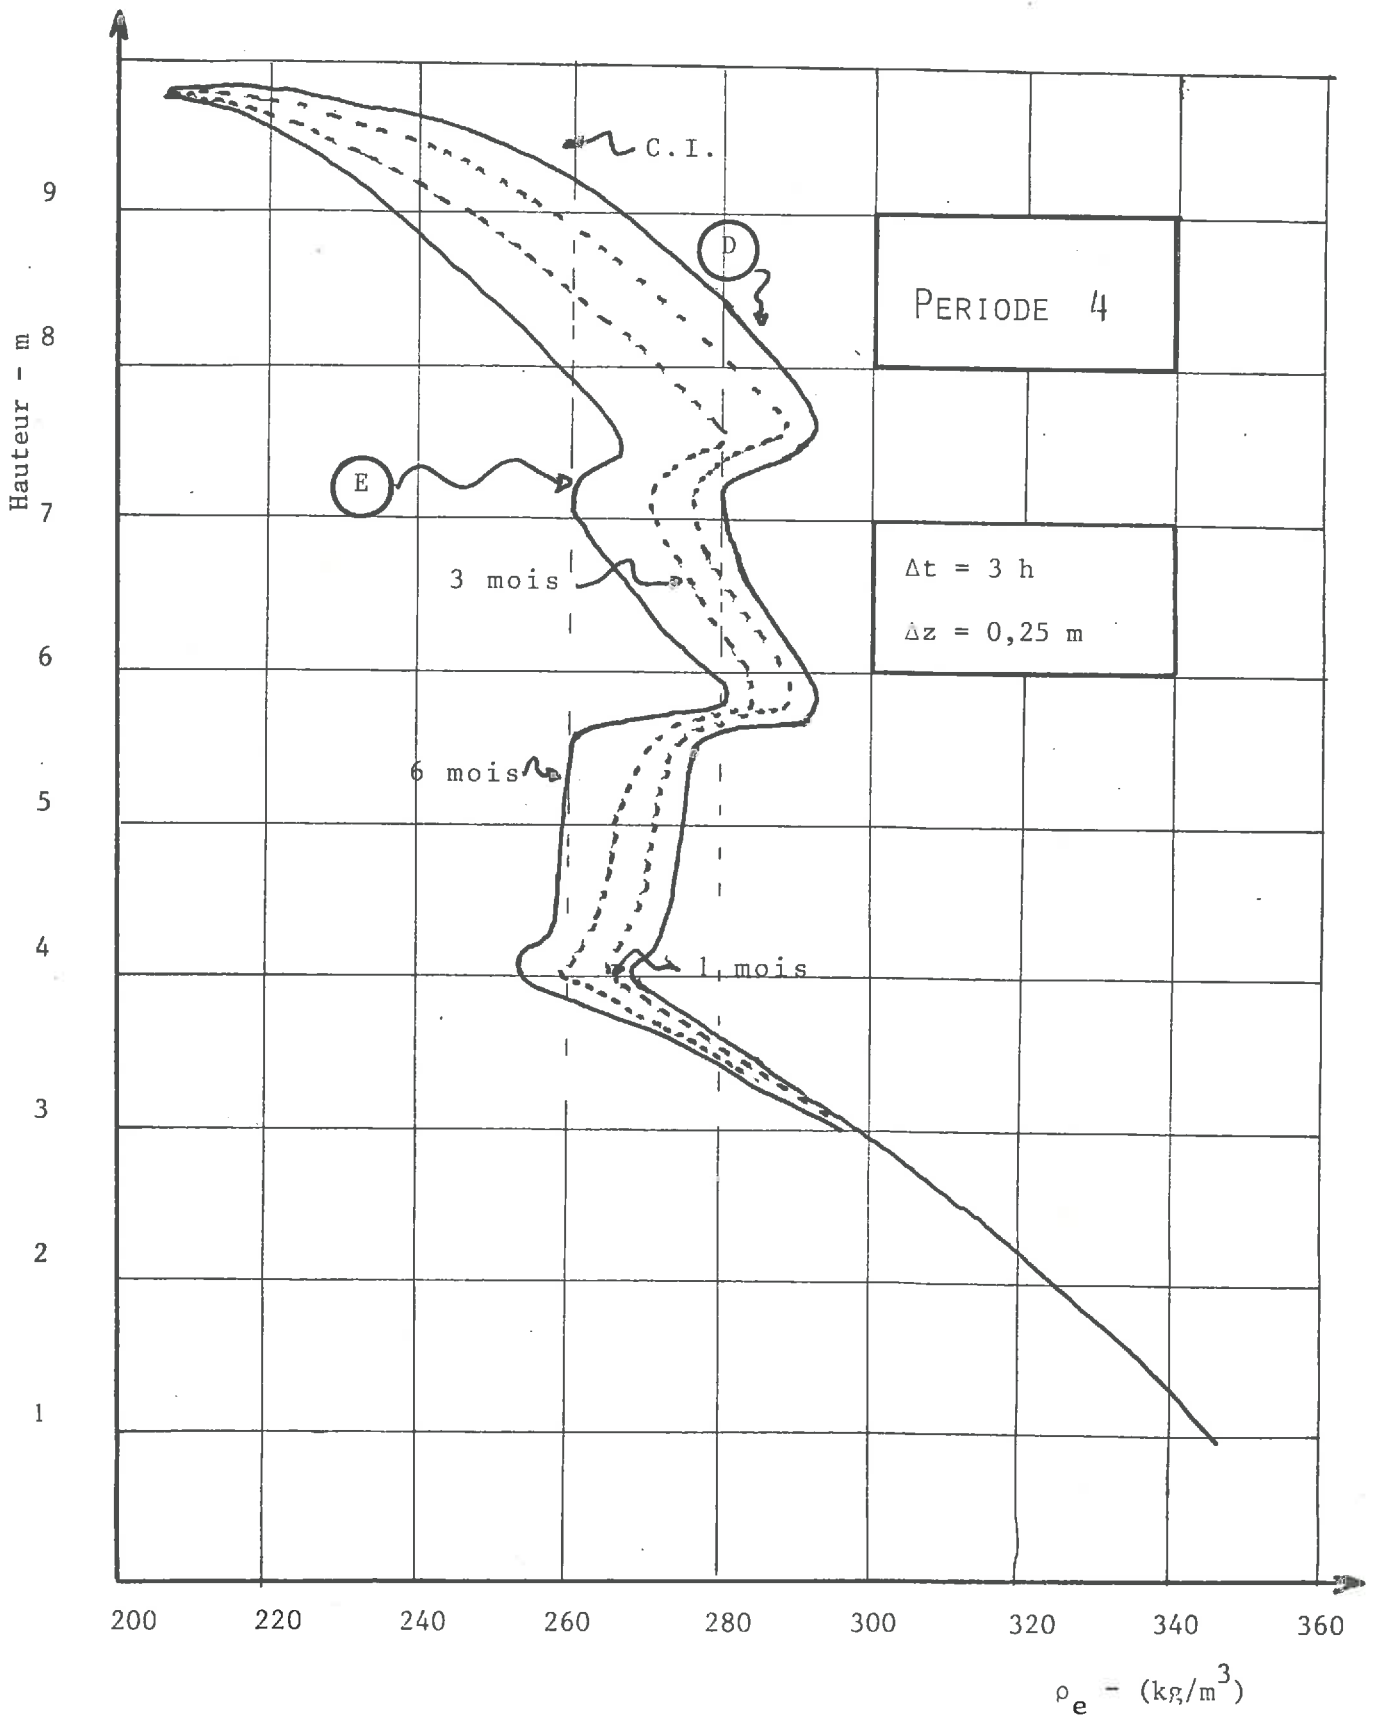 C.I.
9
D
PERIODE 4
8
Hauteur - m
E
7
3 mois
Δt = 3 h
Δz = 0,25 m
6
6 mois
5
4
1 mois
3
2
1
200 220 240 260 280 300 320 340 360
ρe - (kg/m³)